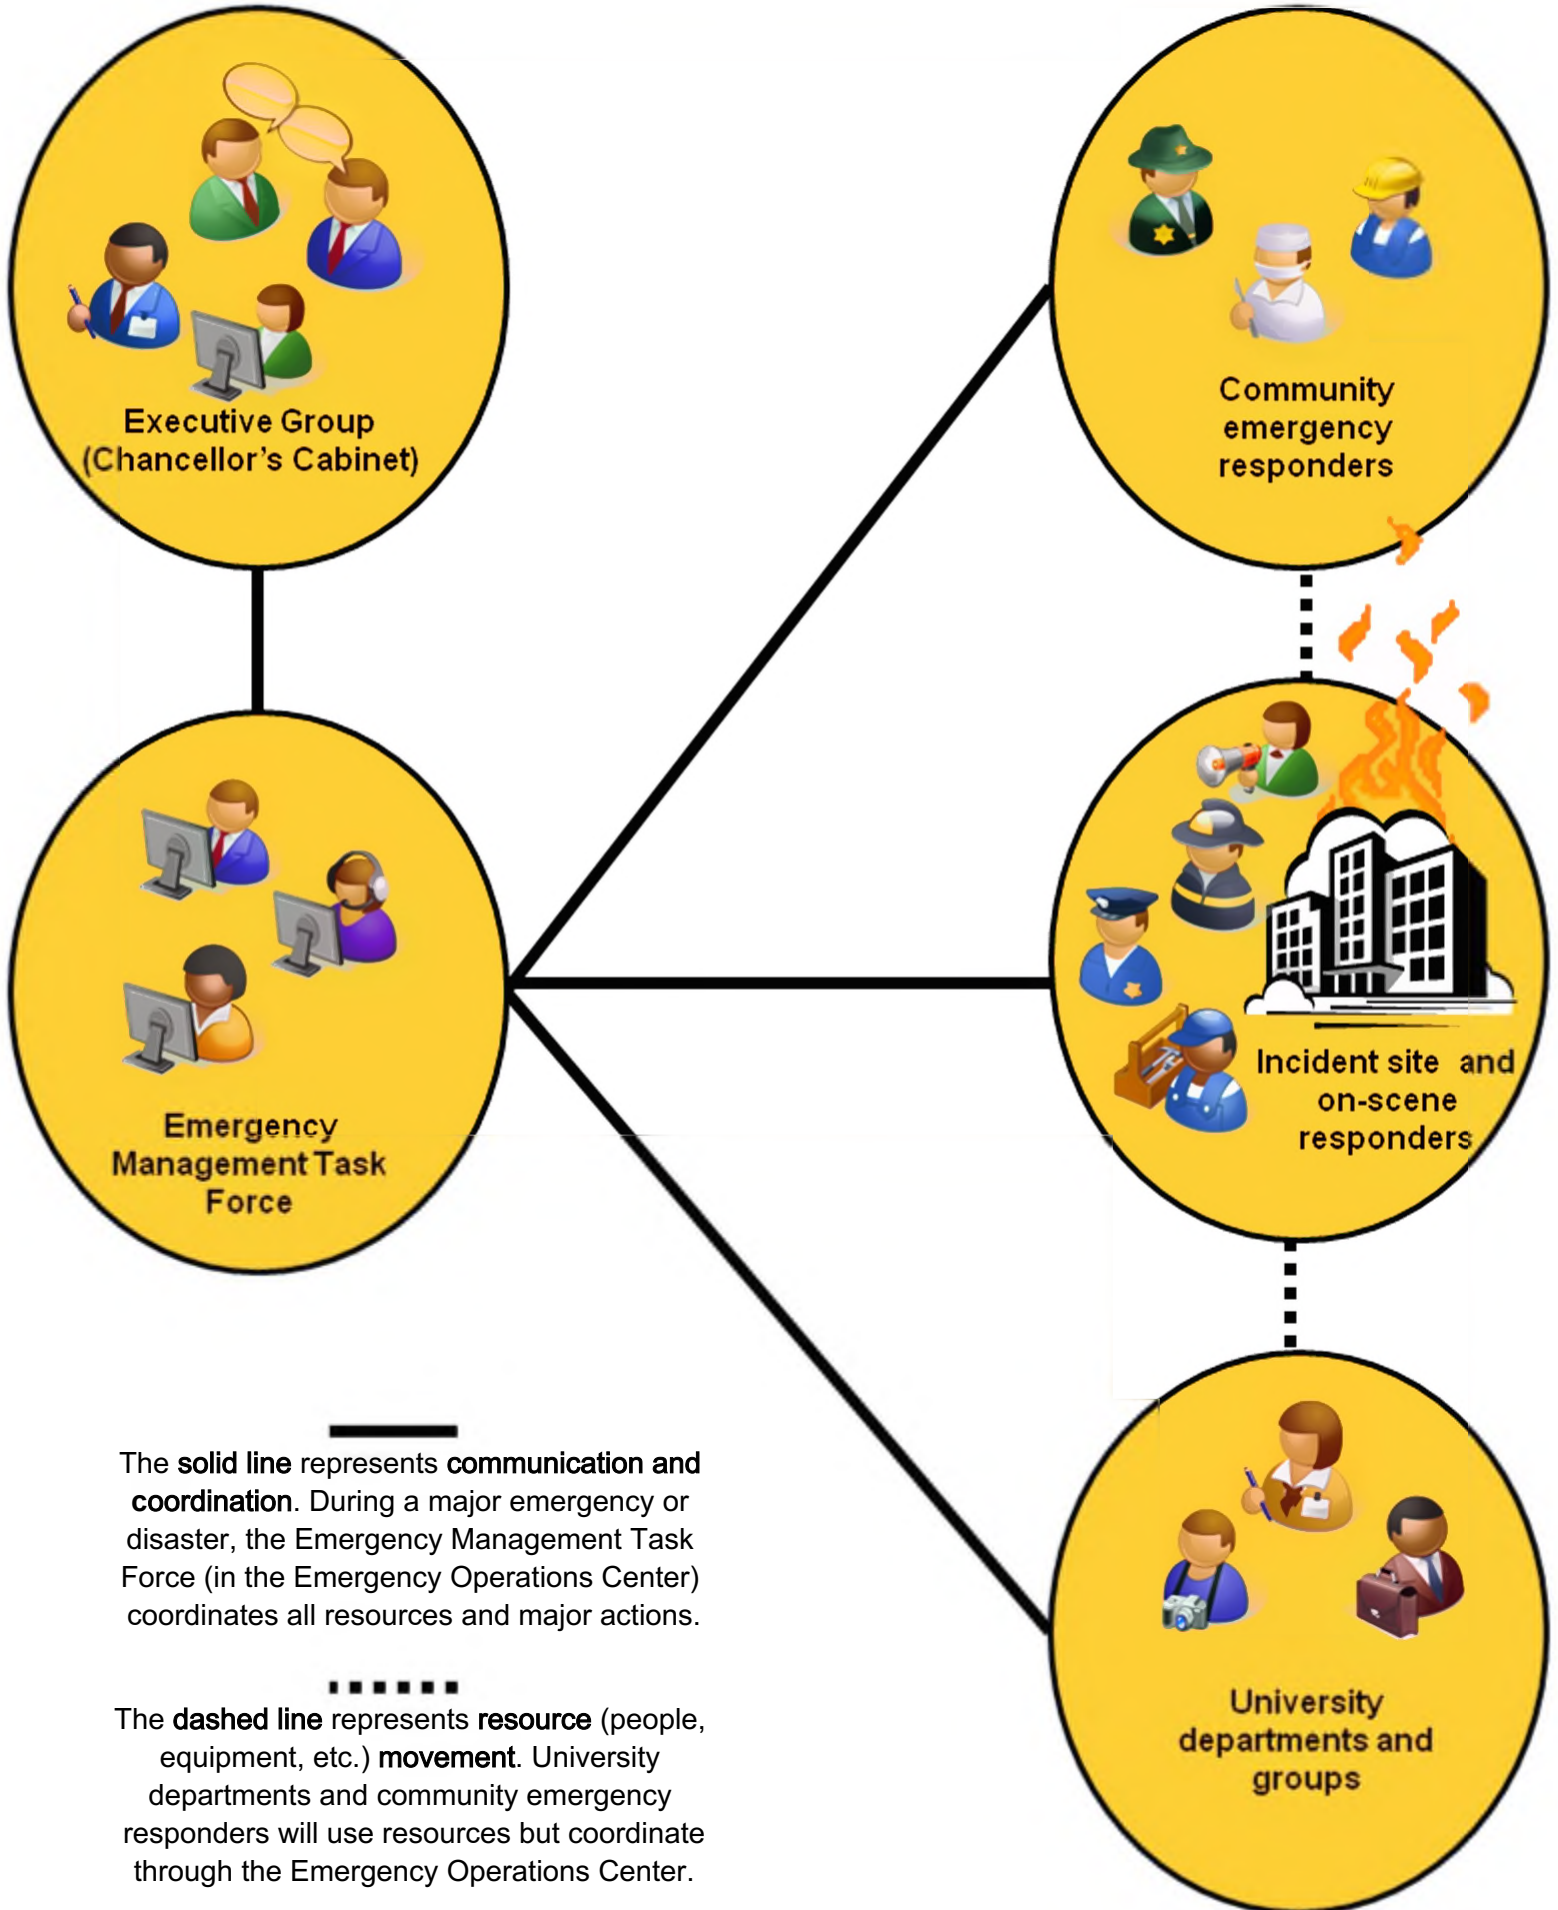 Executive Group
(Chancellor's Cabinet)
Community
emergency
responders
Emergency
Management Task
Force
Incident site and
on-scene
responders
University
departments and
groups
The solid line represents communication and
coordination. During a major emergency or
disaster, the Emergency Management Task
Force (in the Emergency Operations Center)
coordinates all resources and major actions.
The dashed line represents resource (people,
equipment, etc.) movement. University
departments and community emergency
responders will use resources but coordinate
through the Emergency Operations Center.